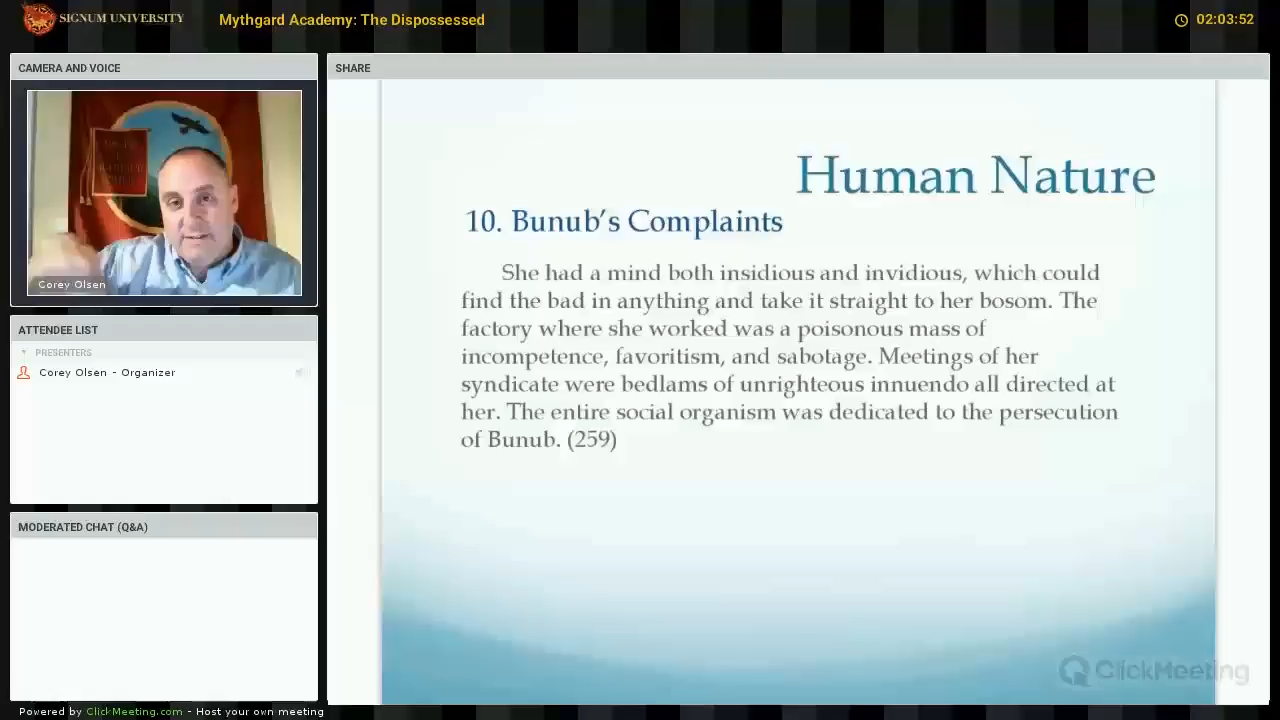 SIGNUM UNIVERSITY
Mythgard Academy: The Dispossessed
02:03:52
CAMERA AND VOICE
Corey Olsen
ATTENDEE LIST
PRESENTERS
Corey Olsen - Organizer
MODERATED CHAT (Q&A)
SHARE
Human Nature
10. Bunub's Complaints
She had a mind both insidious and invidious, which could
find the bad in anything and take it straight to her bosom. The
factory where she worked was a poisonous mass of
incompetence, favoritism, and sabotage. Meetings of her
syndicate were bedlams of unrighteous innuendo all directed at
her. The entire social organism was dedicated to the persecution
of Bunub. (259)
ClickMeeting
Powered by ClickMeeting.com - Host your own meeting